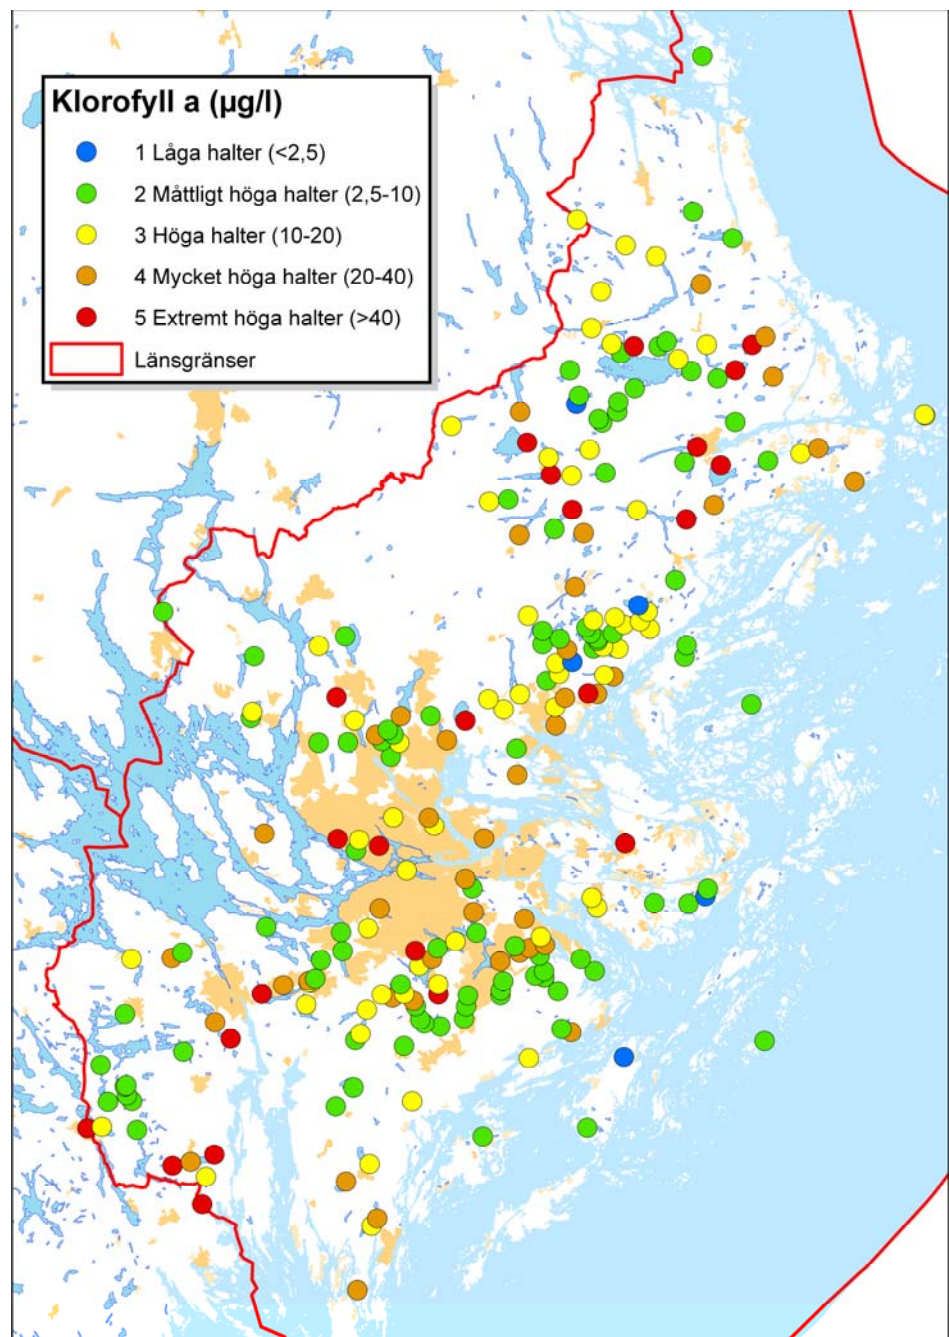 Klorofyll a (µg/l)
1 Låga halter (<2,5)
2 Måttligt höga halter (2,5-10)
3 Höga halter (10-20)
4 Mycket höga halter (20-40)
5 Extremt höga halter (>40)
Länsgränser